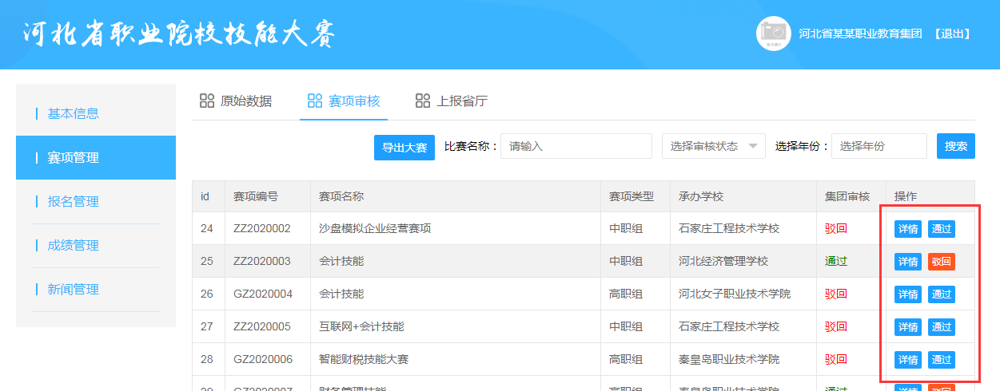 河北省职业院校技能大赛
河北省某某职业教育集团 【退出】
基本信息
赛项管理
报名管理
成绩管理
新闻管理
原始数据 赛项审核 上报省厅
导出大赛 比赛名称： 请输入 选择审核状态 选择年份： 选择年份 搜索
id 赛项编号 赛项名称 赛项类型 承办学校 集团审核 操作
24 ZZ2020002 沙盘模拟企业经营赛项 中职组 石家庄工程技术学校 驳回 详情 通过
25 ZZ2020003 会计技能 中职组 河北经济管理学校 通过 详情 驳回
26 GZ2020004 会计技能 高职组 河北女子职业技术学院 驳回 详情 通过
27 ZZ2020005 互联网+会计技能 中职组 石家庄工程技术学校 驳回 详情 通过
28 GZ2020006 智能财税技能大赛 高职组 秦皇岛职业技术学院 驳回 详情 通过
29 GZ2020007 财务管理技能 高职组 秦皇岛职业技术学院 通过 详情 驳回